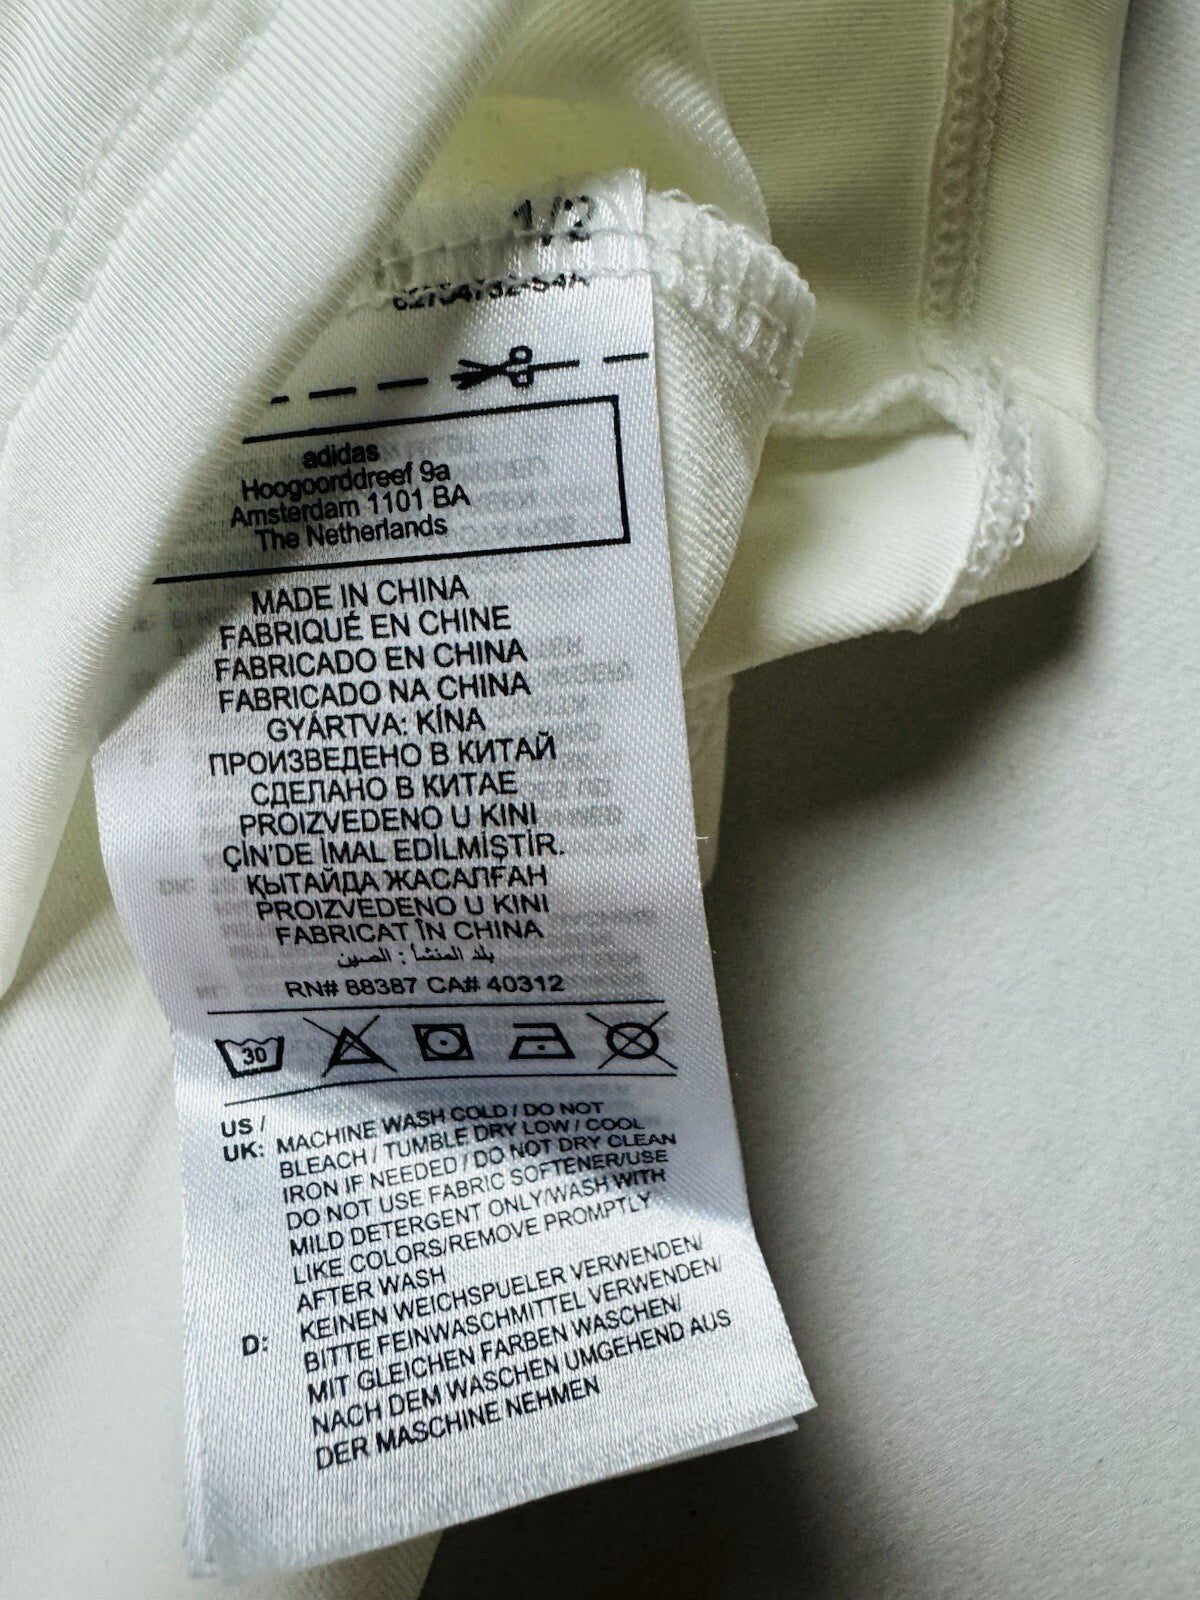 1/2
adidas
Hoogoorddreef 9a
Amsterdam 1101 BA
The Netherlands
MADE IN CHINA
FABRIQUÉ EN CHINE
FABRICADO EN CHINA
FABRICADO NA CHINA
GYÁRTVA: KÍNA
ПРОИЗВЕДЕНО В КИТАЙ
СДЕЛАНО В КИТАЕ
PROIZVEDENO U KINI
ÇİN'DE İMAL EDİLMİŞTİR.
ҚЫТАЙДА ЖАСАЛҒАН
PROIZVEDENO U KINI
FABRICAT ÎN CHINA
بلد المنشأ : الصين
RN# 88387 CA# 40312
30
US /
UK: MACHINE WASH COLD / DO NOT
BLEACH / TUMBLE DRY LOW / COOL
IRON IF NEEDED / DO NOT DRY CLEAN
DO NOT USE FABRIC SOFTENER/USE
MILD DETERGENT ONLY/WASH WITH
LIKE COLORS/REMOVE PROMPTLY
AFTER WASH
D: KEINEN WEICHSPUELER VERWENDEN/
BITTE FEINWASCHMITTEL VERWENDEN/
MIT GLEICHEN FARBEN WASCHEN/
NACH DEM WASCHEN UMGEHEND AUS
DER MASCHINE NEHMEN